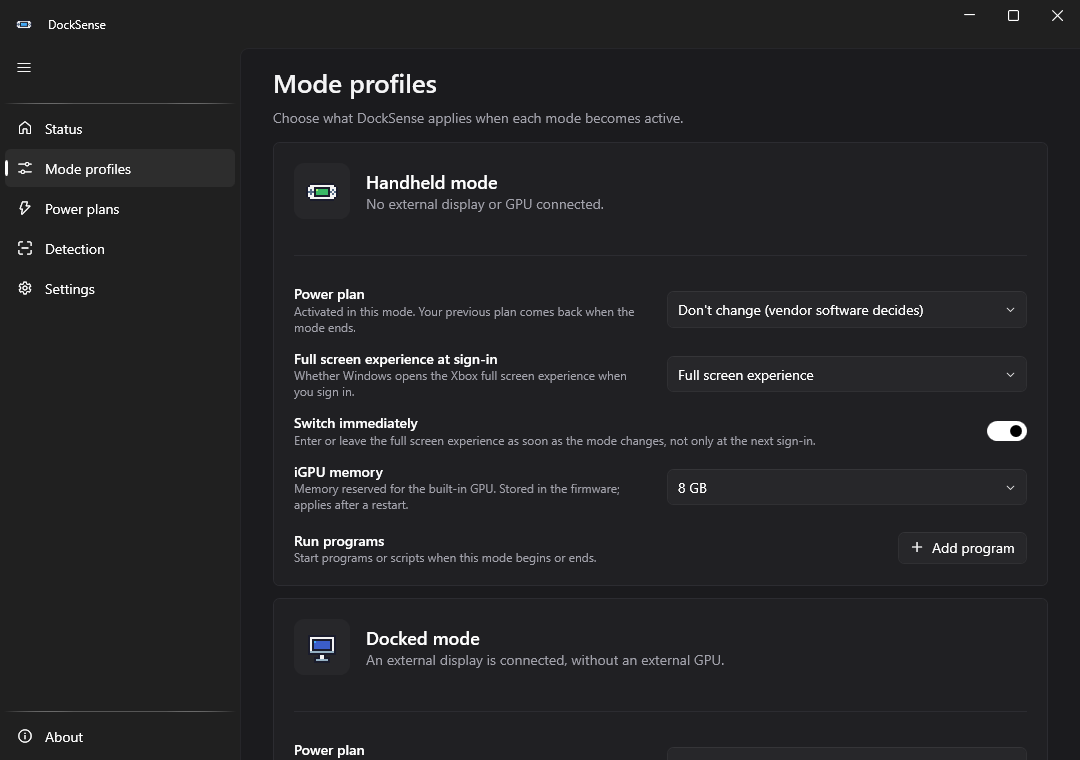 DockSense
Status
Mode profiles
Power plans
Detection
Settings
About
Mode profiles
Choose what DockSense applies when each mode becomes active.
Handheld mode
No external display or GPU connected.
Power plan
Activated in this mode. Your previous plan comes back when the
mode ends.
Don't change (vendor software decides)
Full screen experience at sign-in
Whether Windows opens the Xbox full screen experience when
you sign in.
Full screen experience
Switch immediately
Enter or leave the full screen experience as soon as the mode changes, not only at the next sign-in.
iGPU memory
Memory reserved for the built-in GPU. Stored in the firmware;
applies after a restart.
8 GB
Run programs
Start programs or scripts when this mode begins or ends.
Add program
Docked mode
An external display is connected, without an external GPU.
Power plan